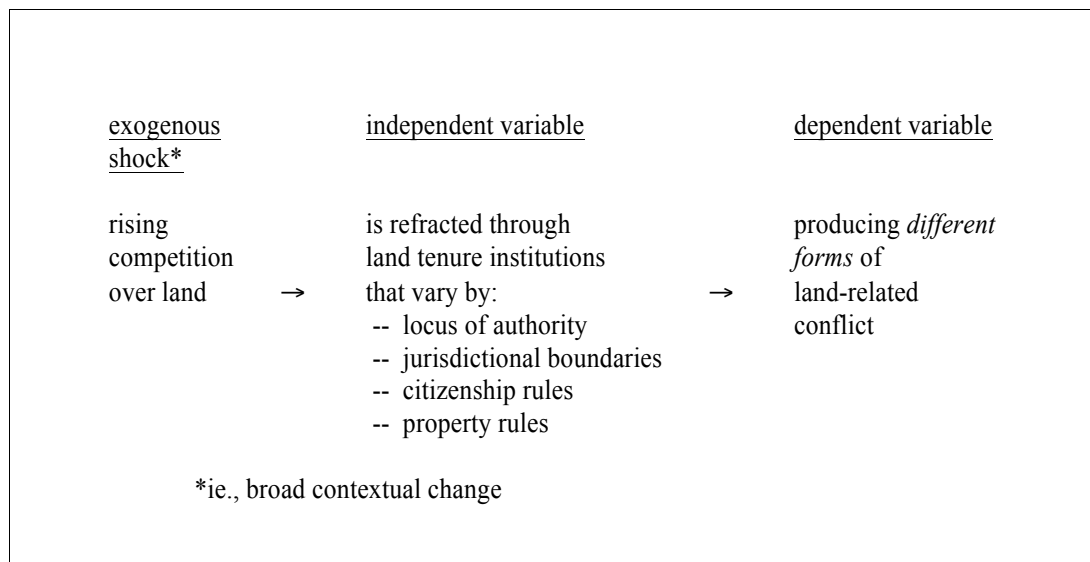 exogenous
shock*
independent variable
dependent variable
rising
competition
over land →
is refracted through
land tenure institutions
that vary by:
-- locus of authority
-- jurisdictional boundaries
-- citizenship rules
-- property rules
→
producing different
forms of
land-related
conflict
*ie., broad contextual change